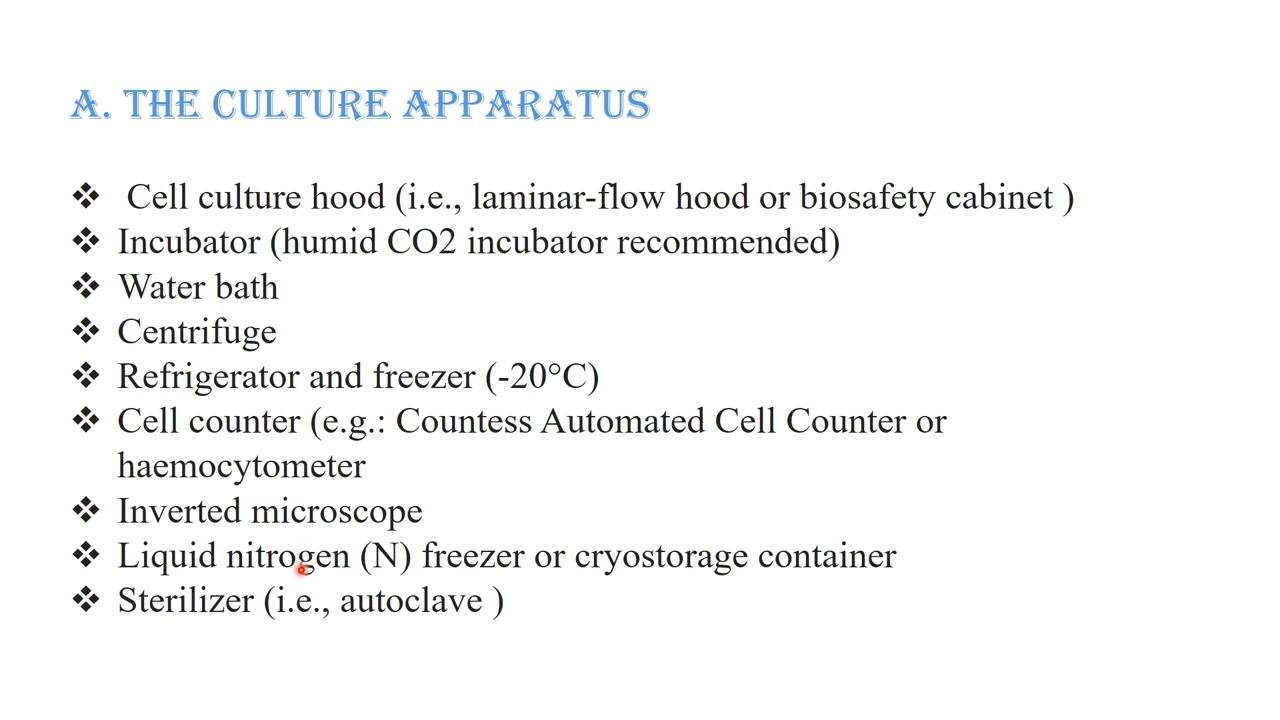 A. THE CULTURE APPARATUS
❖ Cell culture hood (i.e., laminar-flow hood or biosafety cabinet )
❖ Incubator (humid CO2 incubator recommended)
❖ Water bath
❖ Centrifuge
❖ Refrigerator and freezer (-20°C)
❖ Cell counter (e.g.: Countess Automated Cell Counter or
haemocytometer
❖ Inverted microscope
❖ Liquid nitrogen (N) freezer or cryostorage container
❖ Sterilizer (i.e., autoclave )